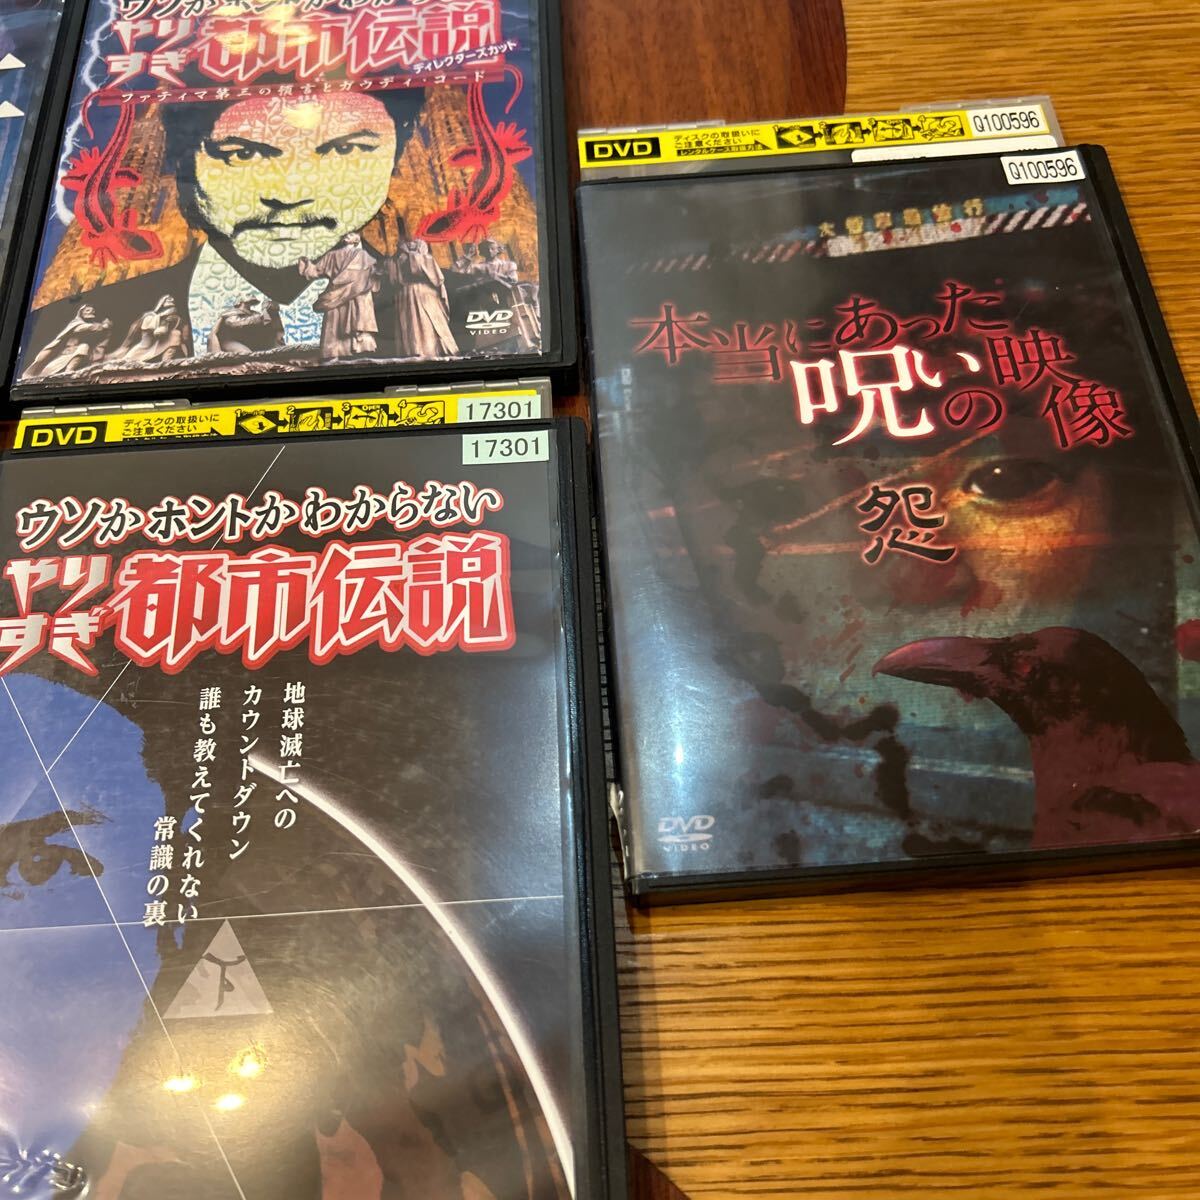 ウソかホントかわからない
やりすぎ
都市伝説
ディレクターズカット
ファティマ第三の預言とガウディ・コード
DVD
VIDEO
DVD
ディスクの取扱いに
ご注意ください
17301
17301
ウソかホントかわからない
やりすぎ
都市伝説
地球滅亡への
カウントダウン
誰も教えてくれない
常識の裏
下
DVD
ディスクの取扱いに
ご注意ください
Q100596
Q100596
本当にあった
呪いの映像
怨
DVD
VIDEO